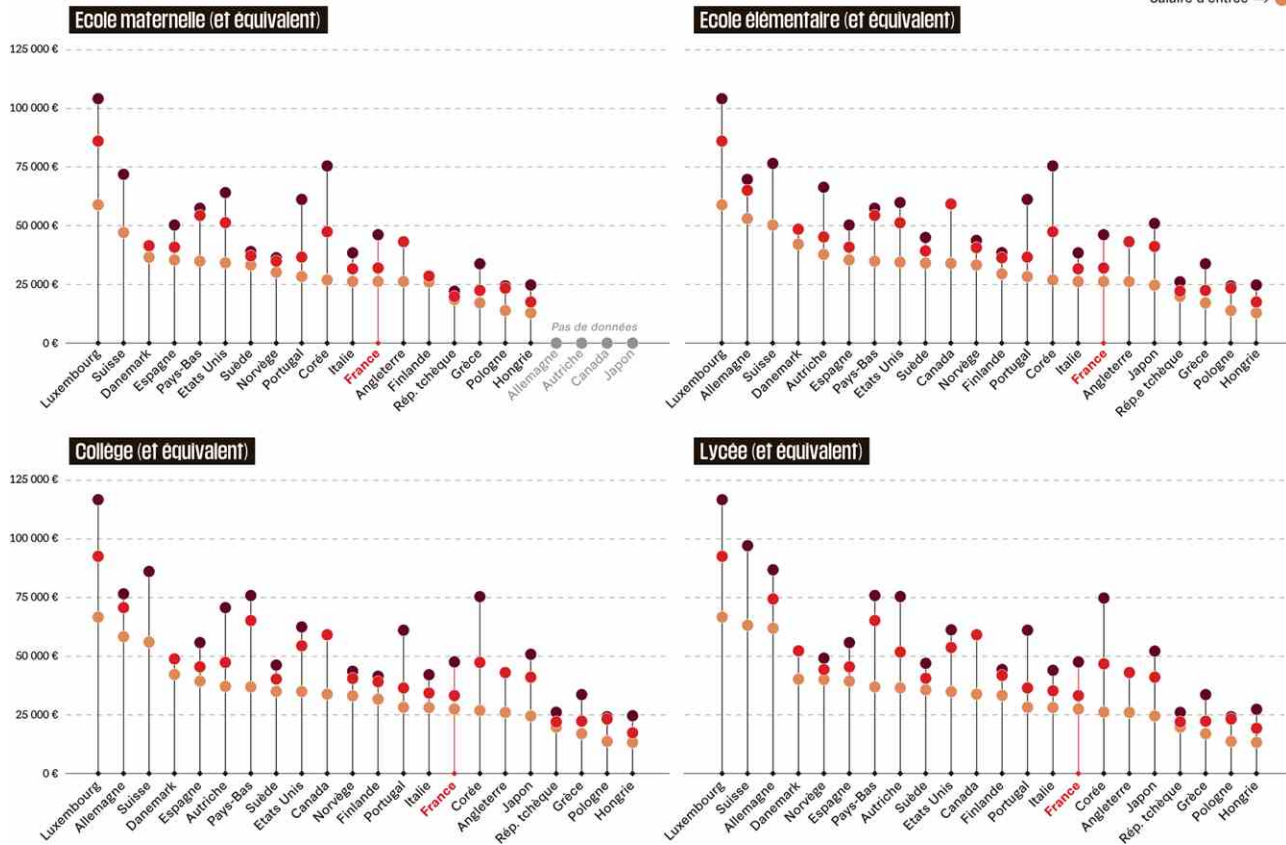 Salaire d'entrée →
Ecole maternelle (et équivalent)
125 000 €
100 000 €
75 000 €
50 000 €
25 000 €
0 €
Pas de données
Luxembourg
Suisse
Danemark
Espagne
Pays-Bas
Etats Unis
Suède
Norvège
Portugal
Corée
Italie
France
Angleterre
Finlande
Rép. tchèque
Grèce
Pologne
Hongrie
Allemagne
Autriche
Canada
Japon
Ecole élémentaire (et équivalent)
Luxembourg
Allemagne
Suisse
Danemark
Autriche
Espagne
Pays-Bas
Etats Unis
Suède
Canada
Norvège
Finlande
Portugal
Corée
Italie
France
Angleterre
Japon
Rép.e tchèque
Grèce
Pologne
Hongrie
Collège (et équivalent)
125 000 €
100 000 €
75 000 €
50 000 €
25 000 €
0 €
Luxembourg
Allemagne
Suisse
Danemark
Espagne
Autriche
Pays-Bas
Suède
Etats Unis
Canada
Norvège
Finlande
Portugal
Italie
France
Corée
Angleterre
Japon
Rép. tchèque
Grèce
Pologne
Hongrie
Lycée (et équivalent)
Luxembourg
Suisse
Allemagne
Danemark
Norvège
Espagne
Pays-Bas
Autriche
Suède
Etats Unis
Canada
Finlande
Portugal
Italie
France
Corée
Angleterre
Japon
Rép. tchèque
Grèce
Pologne
Hongrie